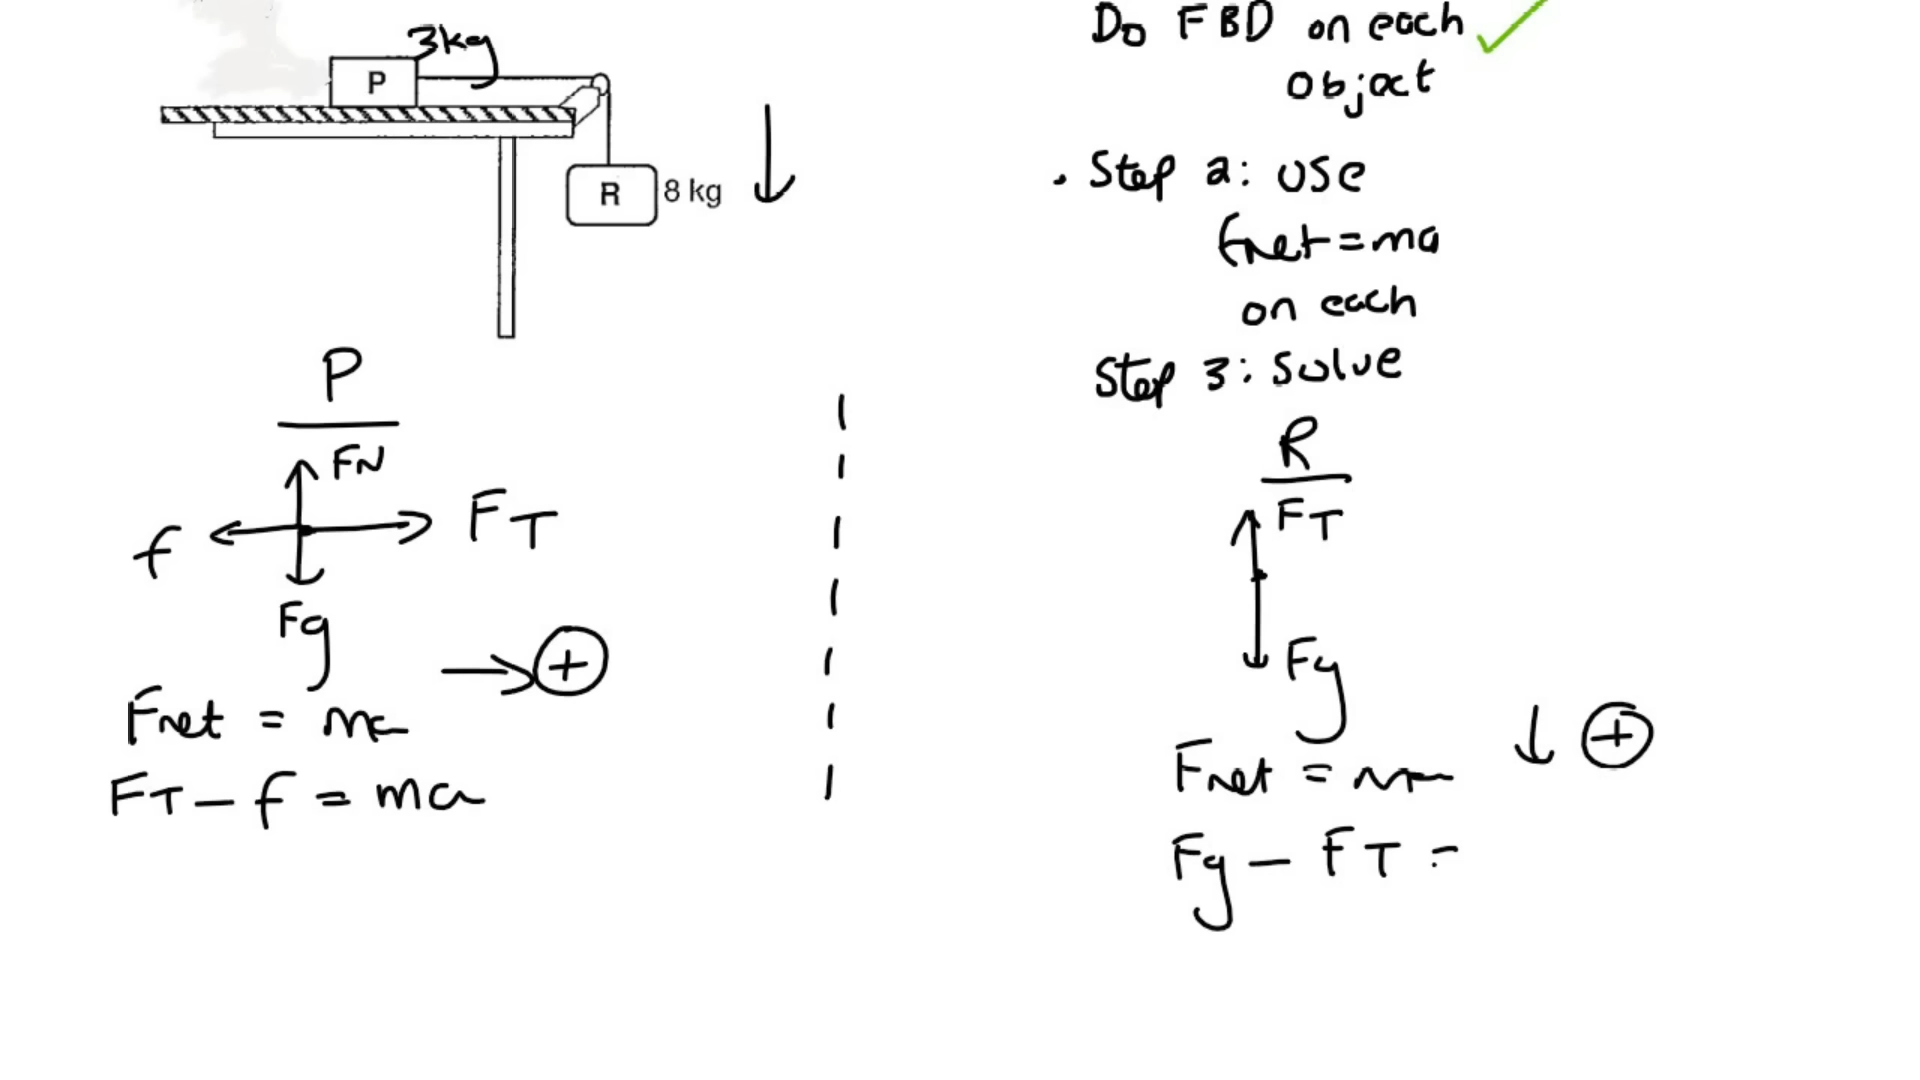 3kg
P
R 8 kg
Do FBD on each
Object
. Step 2: use
Fnet = ma
on each
Step 3: Solve
P
FN
f FT
Fg
→ +
Fnet = ma
FT - f = ma
R
FT
Fg
↓ +
Fnet = ma
Fg - FT =